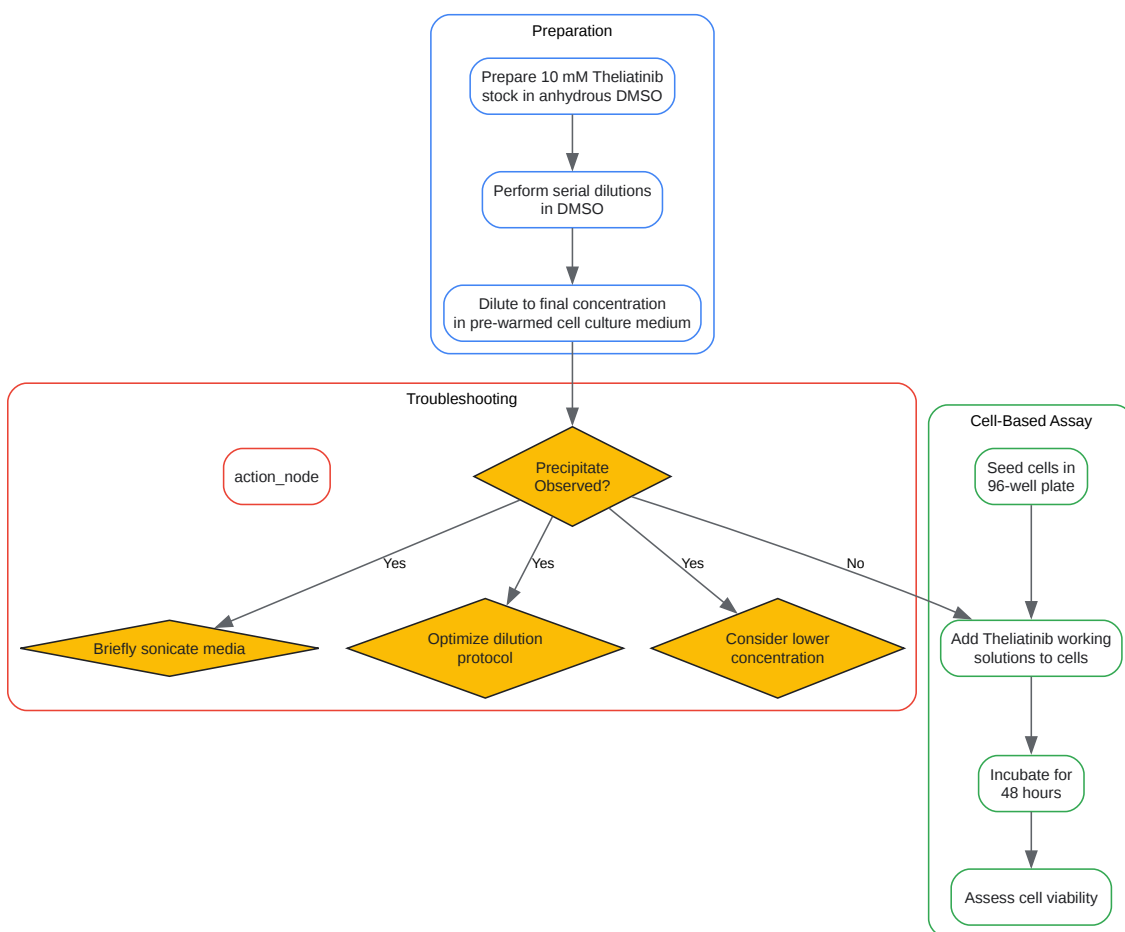 Preparation
Prepare 10 mM Theliatinib
stock in anhydrous DMSO
Perform serial dilutions
in DMSO
Dilute to final concentration
in pre-warmed cell culture medium
Troubleshooting
action_node
Precipitate
Observed?
Yes
Yes
Yes
No
Briefly sonicate media
Optimize dilution
protocol
Consider lower
concentration
Cell-Based Assay
Seed cells in
96-well plate
Add Theliatinib working
solutions to cells
Incubate for
48 hours
Assess cell viability